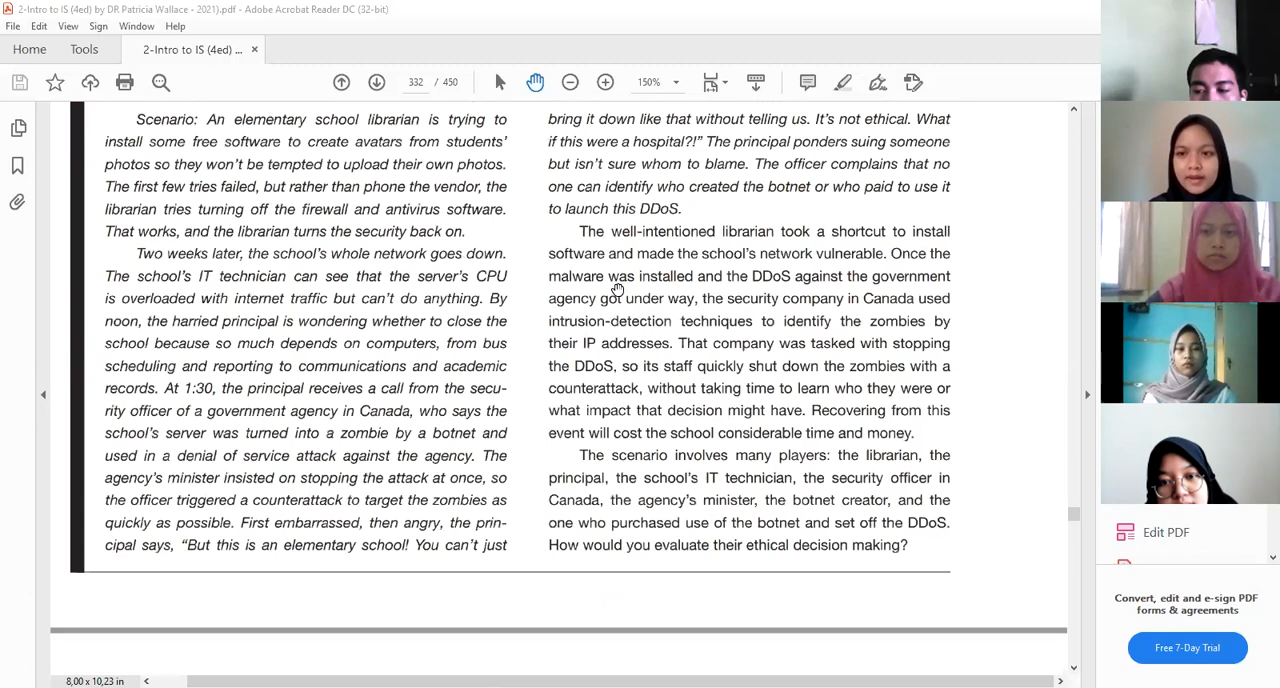 2-Intro to IS (4ed) by DR Patricia Wallace - 2021).pdf - Adobe Acrobat Reader DC (32-bit)
File Edit View Sign Window Help
Home Tools 2-Intro to IS (4ed) ... ×
332 / 450 150%
Scenario: An elementary school librarian is trying to
install some free software to create avatars from students'
photos so they won't be tempted to upload their own photos.
The first few tries failed, but rather than phone the vendor, the
librarian tries turning off the firewall and antivirus software.
That works, and the librarian turns the security back on.
Two weeks later, the school's whole network goes down.
The school's IT technician can see that the server's CPU
is overloaded with internet traffic but can't do anything. By
noon, the harried principal is wondering whether to close the
school because so much depends on computers, from bus
scheduling and reporting to communications and academic
records. At 1:30, the principal receives a call from the secu-
rity officer of a government agency in Canada, who says the
school's server was turned into a zombie by a botnet and
used in a denial of service attack against the agency. The
agency's minister insisted on stopping the attack at once, so
the officer triggered a counterattack to target the zombies as
quickly as possible. First embarrassed, then angry, the prin-
cipal says, "But this is an elementary school! You can't just
bring it down like that without telling us. It's not ethical. What
if this were a hospital?!" The principal ponders suing someone
but isn't sure whom to blame. The officer complains that no
one can identify who created the botnet or who paid to use it
to launch this DDoS.
The well-intentioned librarian took a shortcut to install
software and made the school's network vulnerable. Once the
malware was installed and the DDoS against the government
agency got under way, the security company in Canada used
intrusion-detection techniques to identify the zombies by
their IP addresses. That company was tasked with stopping
the DDoS, so its staff quickly shut down the zombies with a
counterattack, without taking time to learn who they were or
what impact that decision might have. Recovering from this
event will cost the school considerable time and money.
The scenario involves many players: the librarian, the
principal, the school's IT technician, the security officer in
Canada, the agency's minister, the botnet creator, and the
one who purchased use of the botnet and set off the DDoS.
How would you evaluate their ethical decision making?
Edit PDF
Convert, edit and e-sign PDF
forms & agreements
Free 7-Day Trial
8,00 x 10,23 in